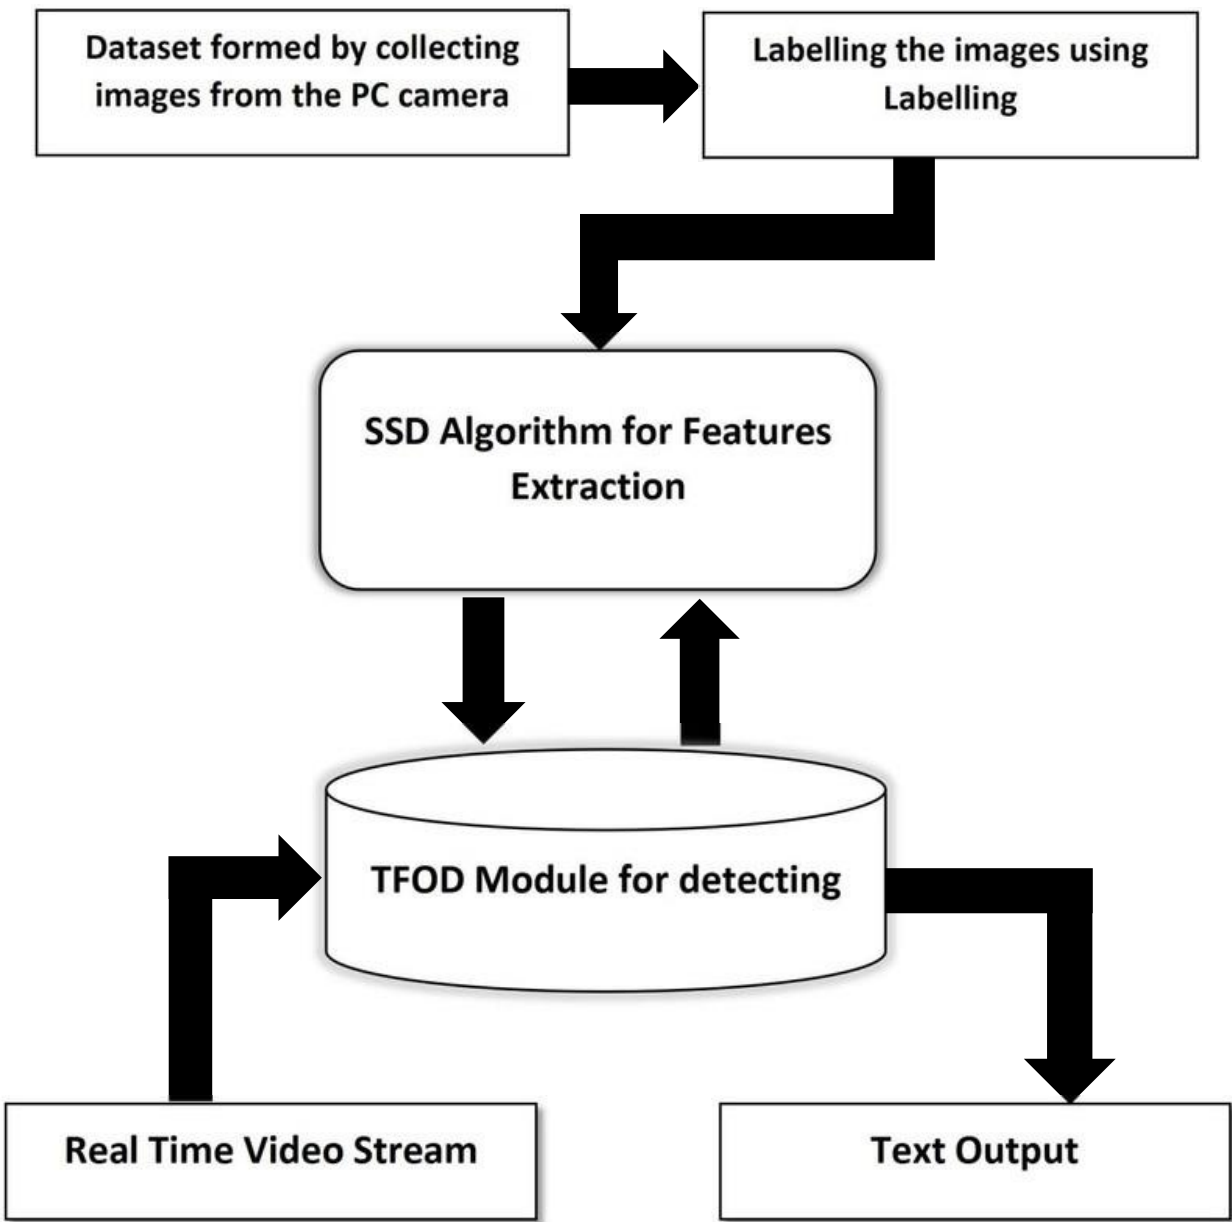 Dataset formed by collecting
images from the PC camera
Labelling the images using
Labelling
SSD Algorithm for Features
Extraction
TFOD Module for detecting
Real Time Video Stream
Text Output